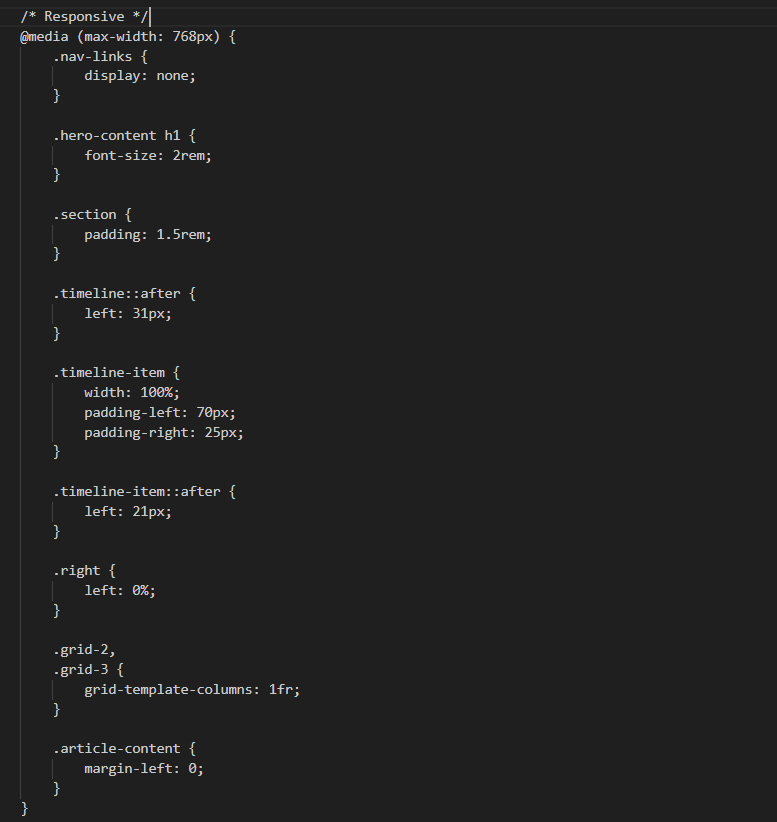 /* Responsive */
@media (max-width: 768px) {
    .nav-links {
        display: none;
    }

    .hero-content h1 {
        font-size: 2rem;
    }

    .section {
        padding: 1.5rem;
    }

    .timeline::after {
        left: 31px;
    }

    .timeline-item {
        width: 100%;
        padding-left: 70px;
        padding-right: 25px;
    }

    .timeline-item::after {
        left: 21px;
    }

    .right {
        left: 0%;
    }

    .grid-2,
    .grid-3 {
        grid-template-columns: 1fr;
    }

    .article-content {
        margin-left: 0;
    }
}